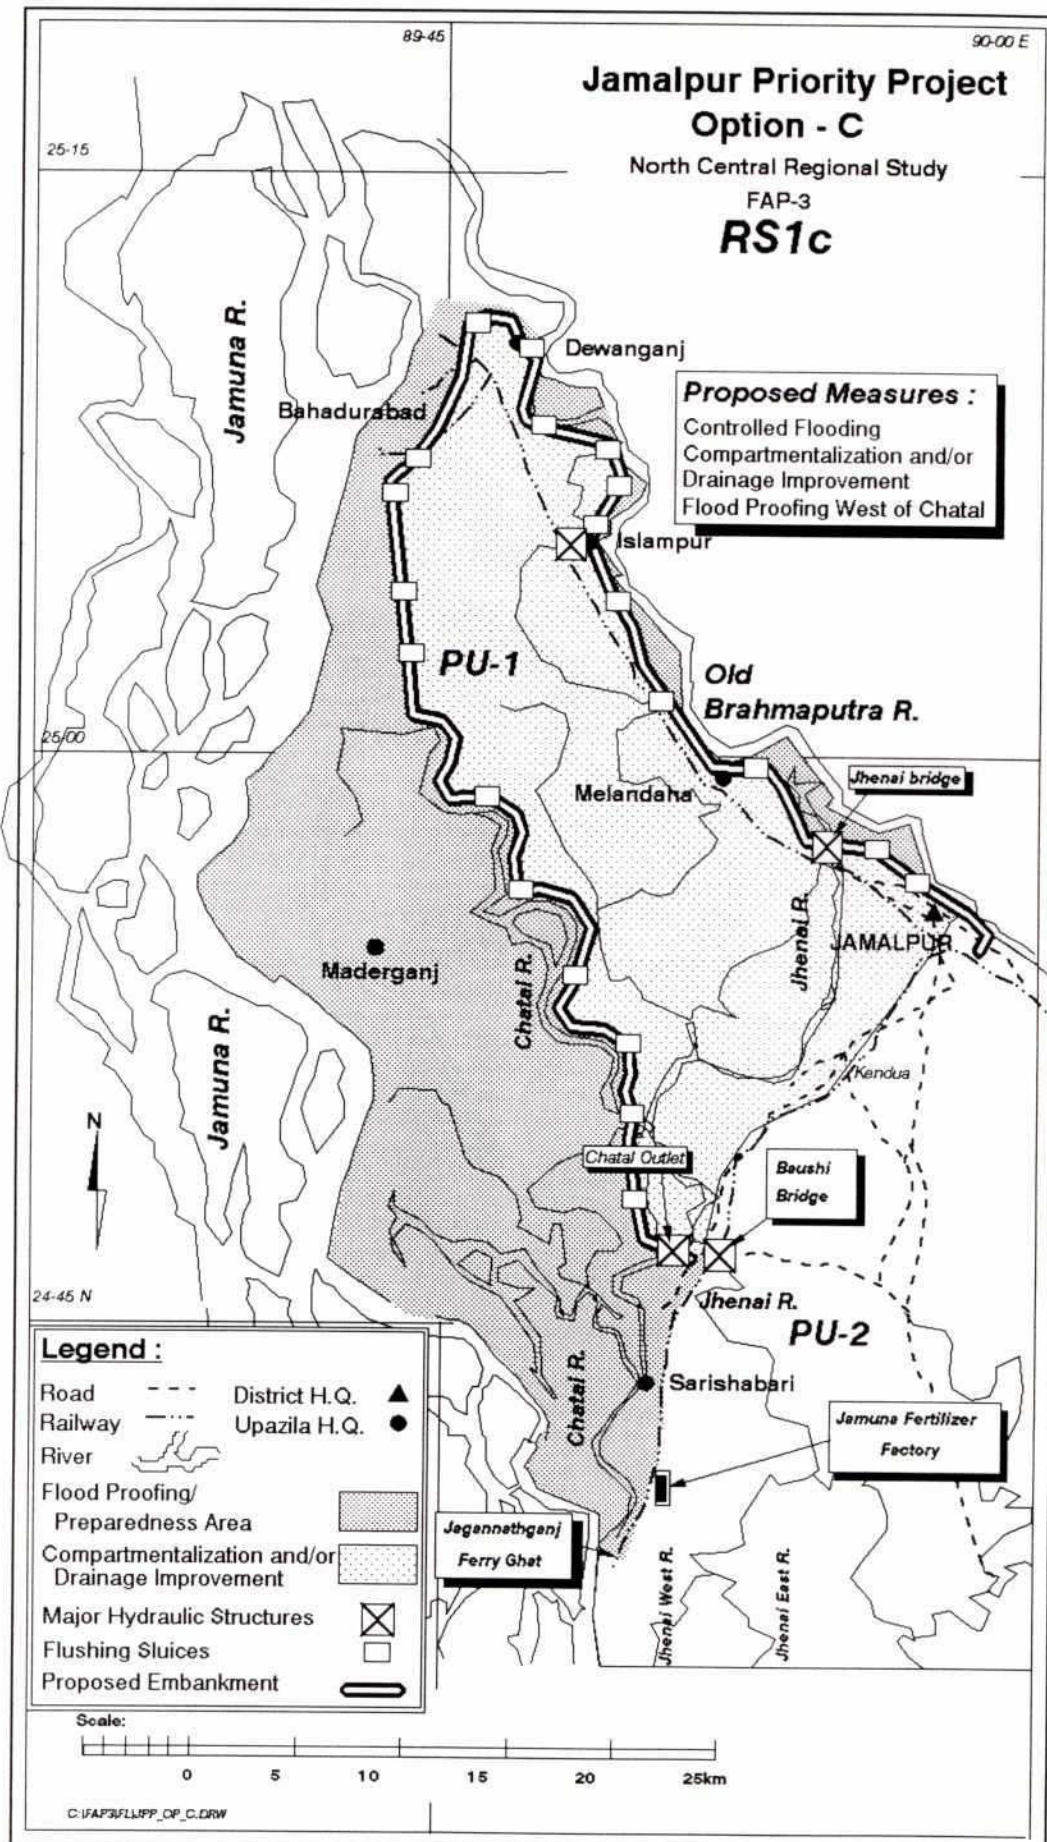 89-45
90-00 E
Jamalpur Priority Project
Option - C
North Central Regional Study
FAP-3
RS1c
25-15
Jamuna R.
Dewanganj
Bahadurabad
Proposed Measures :
Controlled Flooding
Compartmentalization and/or
Drainage Improvement
Flood Proofing West of Chatal
Islampur
PU-1
Old
Brahmaputra R.
25-00
Melandaha
Jhenai bridge
Jhenai R.
JAMALPUR
Maderganj
Chatal R.
Jamuna R.
Kendua
N
Chatal Outlet
Baushi
Bridge
24-45 N
Jhenai R.
PU-2
Legend :
Road
District H.Q.
Railway
Upazila H.Q.
River
Flood Proofing/
Preparedness Area
Compartmentalization and/or
Drainage Improvement
Major Hydraulic Structures
Flushing Sluices
Proposed Embankment
Chatal R.
Sarishabari
Jamuna Fertilizer
Factory
Jagannathganj
Ferry Ghat
Jhenai West R.
Jhenai East R.
Scale:
0 5 10 15 20 25km
C:\FAP3\FLIJPP_OP_C.DRW